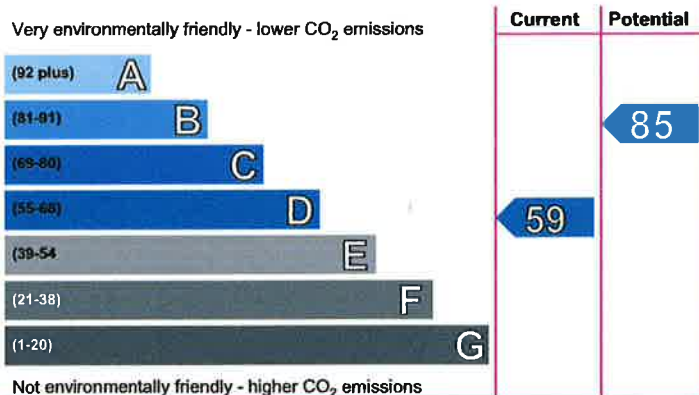 Current Potential
Very environmentally friendly - lower CO₂ emissions
(92 plus) A
(81-91) B
85
(69-80) C
(55-68) D
59
(39-54 E
(21-38) F
(1-20) G
Not environmentally friendly - higher CO₂ emissions